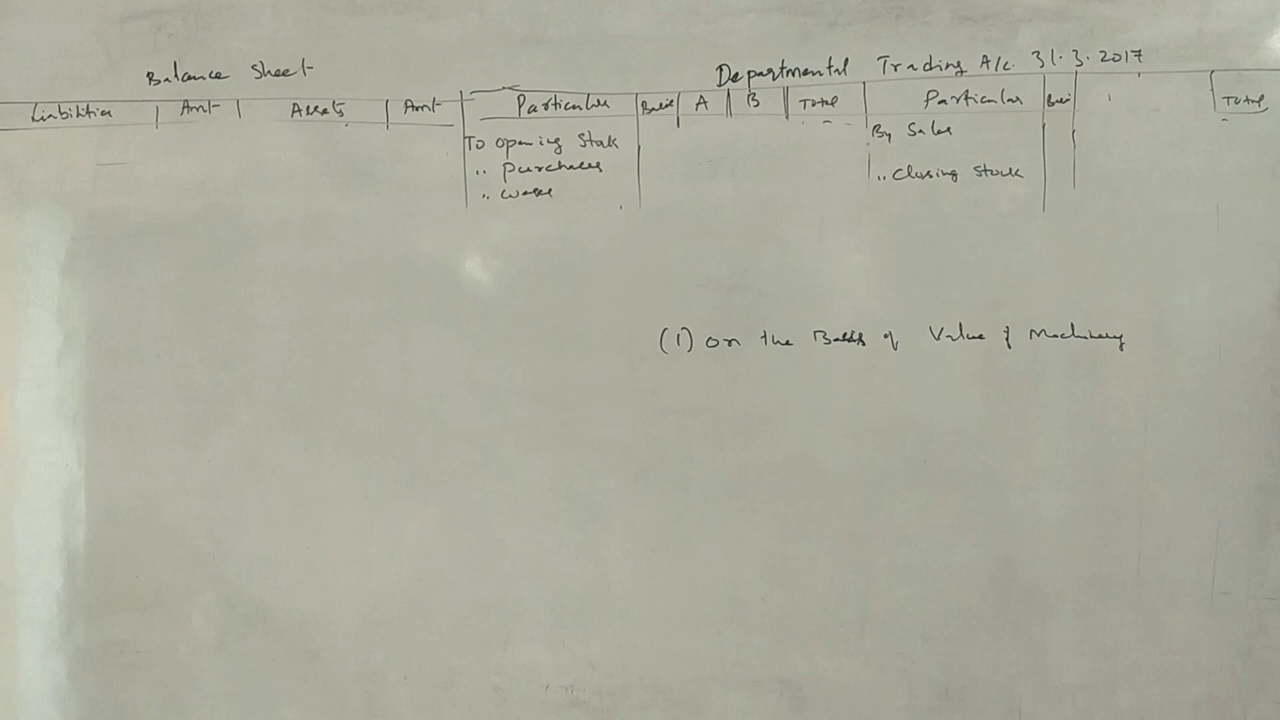 Balance Sheet
Liabilities Amt Assets Amt
Departmental Trading A/c. 31.3.2017
Particulars Basis A B Total Particulars Basis Total
To opening Stock By Sales
" purchases " Closing Stock
" wages
(1) on the Basis of Value of Machinery